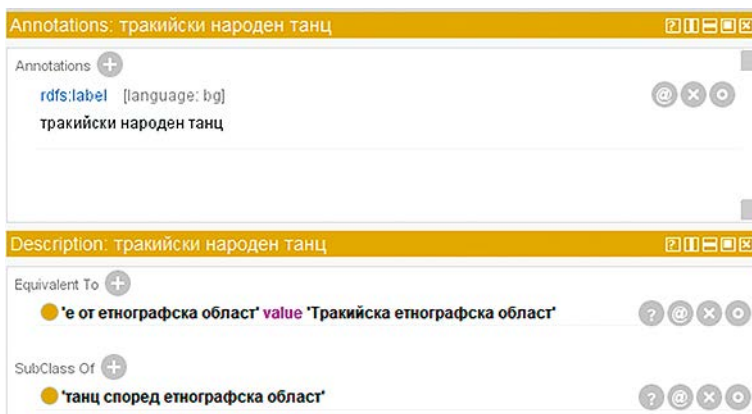 Annotations: тракийски народен танц
Annotations
rdfs:label [language: bg]
тракийски народен танц
Description: тракийски народен танц
Equivalent To
'е от етнографска област' value 'Тракийска етнографска област'
SubClass Of
'танц според етнографска област'